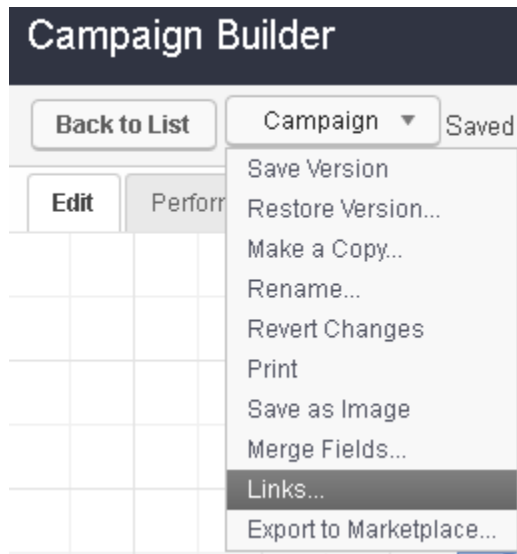 Campaign Builder
Back to List
Campaign
Saved
Edit
Perforr
Save Version
Restore Version...
Make a Copy...
Rename...
Revert Changes
Print
Save as Image
Merge Fields...
Links...
Export to Marketplace...